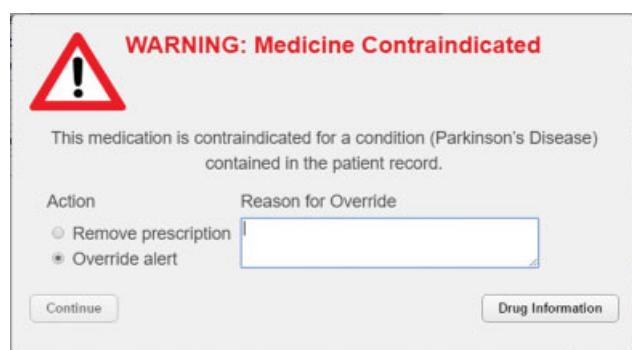 WARNING: Medicine Contraindicated
This medication is contraindicated for a condition (Parkinson's Disease)
contained in the patient record.
Action
Reason for Override
Remove prescription
Override alert
Continue
Drug Information